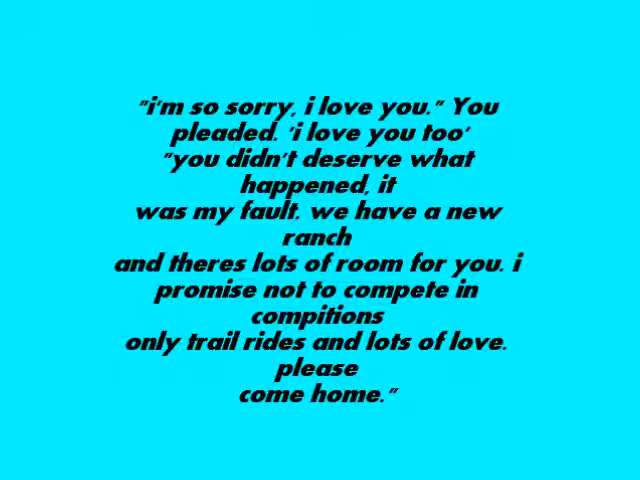 "i'm so sorry, i love you." You
pleaded. 'i love you too'
"you didn't deserve what
happened, it
was my fault. we have a new
ranch
and theres lots of room for you. i
promise not to compete in
compitions
only trail rides and lots of love.
please
come home."